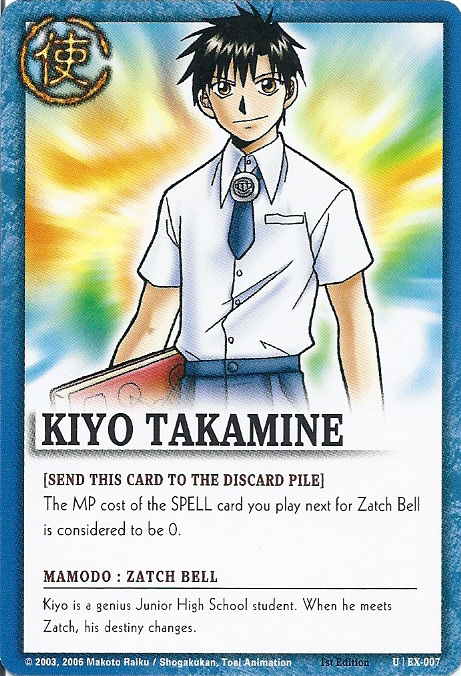 使
KIYO TAKAMINE
[SEND THIS CARD TO THE DISCARD PILE]
The MP cost of the SPELL card you play next for Zatch Bell
is considered to be 0.
MAMODO : ZATCH BELL
Kiyo is a genius Junior High School student. When he meets
Zatch, his destiny changes.
© 2003, 2006 Makoto Raiku / Shogakukan, Toei Animation 1st Edition U | EX-007